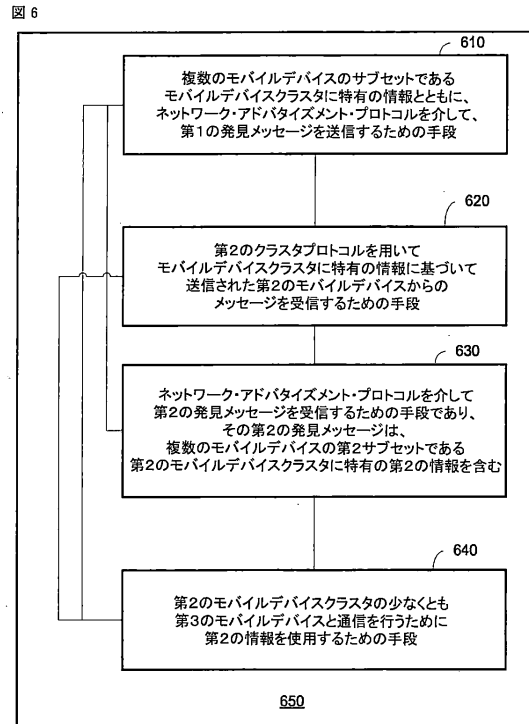 図 6
610
複数のモバイルデバイスのサブセットである
モバイルデバイスクラスタに特有の情報とともに、
ネットワーク・アドバタイズメント・プロトコルを介して、
第1の発見メッセージを送信するための手段
620
第2のクラスタプロトコルを用いて
モバイルデバイスクラスタに特有の情報に基づいて
送信された第2のモバイルデバイスからの
メッセージを受信するための手段
630
ネットワーク・アドバタイズメント・プロトコルを介して
第2の発見メッセージを受信するための手段であり、
その第2の発見メッセージは、
複数のモバイルデバイスの第2サブセットである
第2のモバイルデバイスクラスタに特有の第2の情報を含む
640
第2のモバイルデバイスクラスタの少なくとも
第3のモバイルデバイスと通信を行うために
第2の情報を使用するための手段
650